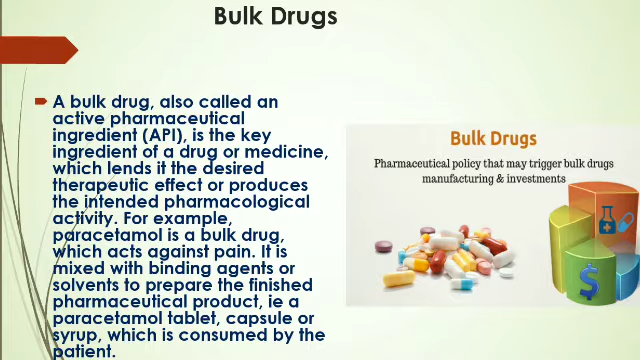 Bulk Drugs
A bulk drug, also called an
active pharmaceutical
ingredient (API), is the key
ingredient of a drug or medicine,
which lends it the desired
therapeutic effect or produces
the intended pharmacological
activity. For example,
paracetamol is a bulk drug,
which acts against pain. It is
mixed with binding agents or
solvents to prepare the finished
pharmaceutical product, ie a
paracetamol tablet, capsule or
syrup, which is consumed by the
patient.
Bulk Drugs
Pharmaceutical policy that may trigger bulk drugs
manufacturing & investments
$